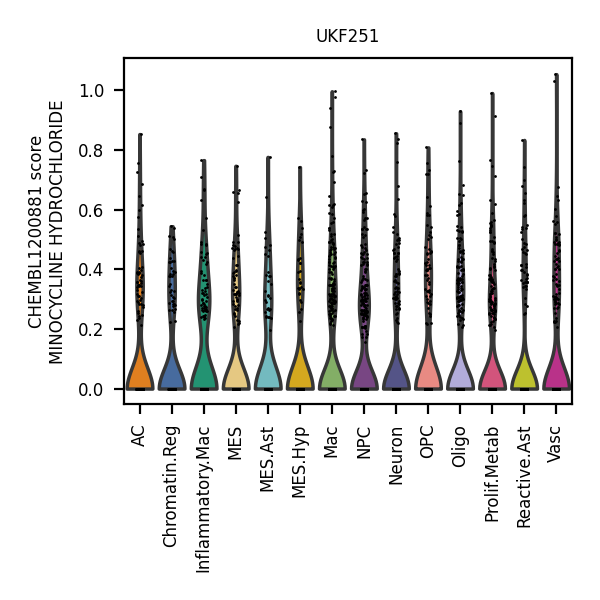 UKF251
CHEMBL1200881 score
MINOCYCLINE HYDROCHLORIDE
1.0
0.8
0.6
0.4
0.2
0.0
AC
Chromatin.Reg
Inflammatory.Mac
MES
MES.Ast
MES.Hyp
Mac
NPC
Neuron
OPC
Oligo
Prolif.Metab
Reactive.Ast
Vasc